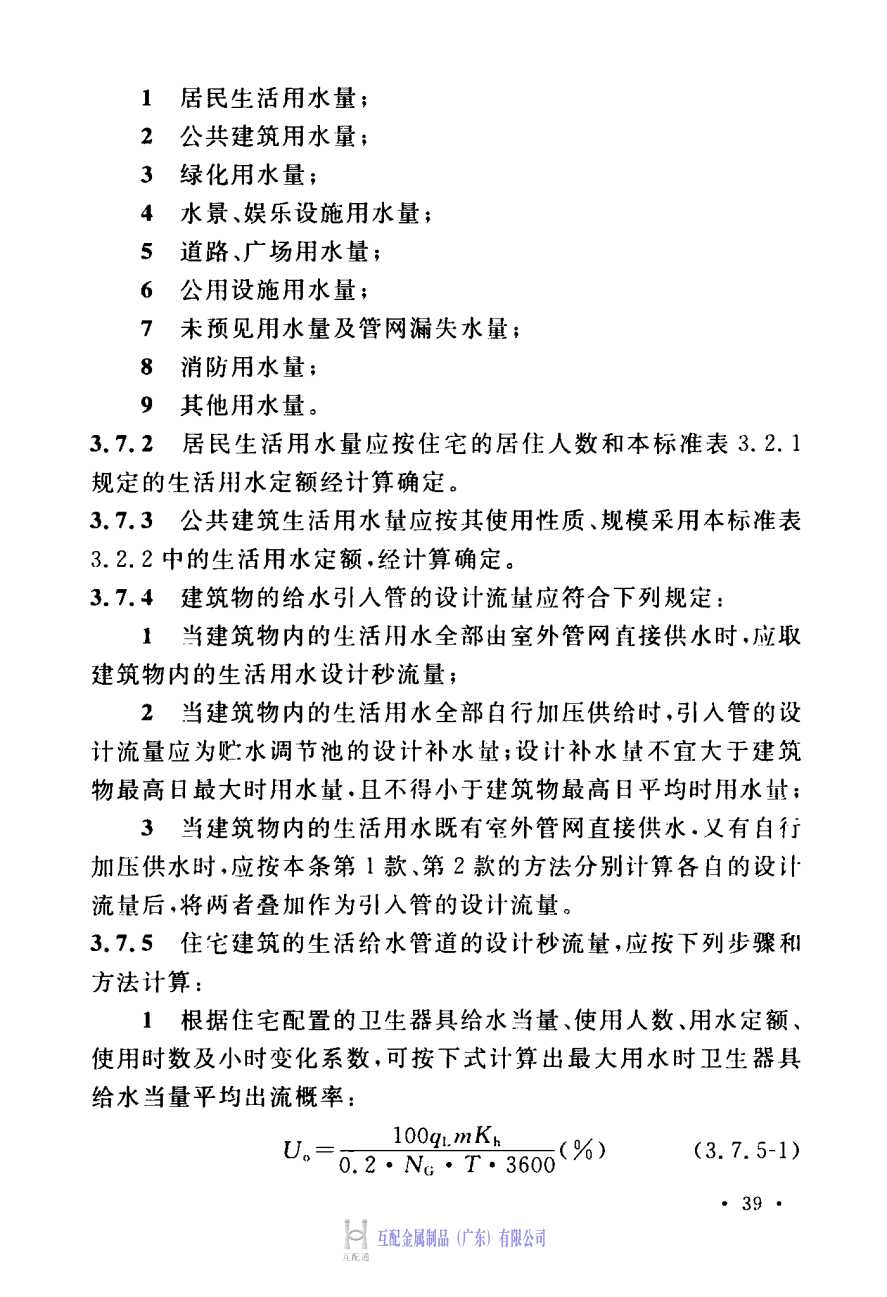 1 居民生活用水量；
2 公共建筑用水量；
3 绿化用水量；
4 水景、娱乐设施用水量；
5 道路、广场用水量；
6 公用设施用水量；
7 未预见用水量及管网漏失水量；
8 消防用水量；
9 其他用水量。
3.7.2 居民生活用水量应按住宅的居住人数和本标准表 3.2.1
规定的生活用水定额经计算确定。
3.7.3 公共建筑生活用水量应按其使用性质、规模采用本标准表
3.2.2 中的生活用水定额，经计算确定。
3.7.4 建筑物的给水引入管的设计流量应符合下列规定：
1 当建筑物内的生活用水全部由室外管网直接供水时，应取
建筑物内的生活用水设计秒流量；
2 当建筑物内的生活用水全部自行加压供给时，引入管的设
计流量应为贮水调节池的设计补水量；设计补水量不宜大于建筑
物最高日最大时用水量，且不得小于建筑物最高日平均时用水量；
3 当建筑物内的生活用水既有室外管网直接供水，又有自行
加压供水时，应按本条第 1 款、第 2 款的方法分别计算各自的设计
流量后，将两者叠加作为引入管的设计流量。
3.7.5 住宅建筑的生活给水管道的设计秒流量，应按下列步骤和
方法计算：
1 根据住宅配置的卫生器具给水当量、使用人数、用水定额、
使用时数及小时变化系数，可按下式计算出最大用水时卫生器具
给水当量平均出流概率：
U₀ = 100q_L mK_h / 0.2 · N_G · T · 3600 (%) (3.7.5-1)
· 39 ·
互配金属制品（广东）有限公司
互配通